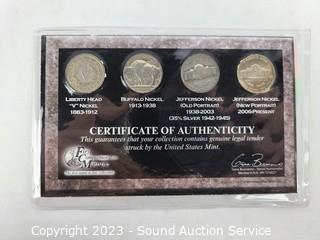 LIBERTY HEAD
"V" NICKEL
1883-1912
BUFFALO NICKEL
1913-1938
JEFFERSON NICKEL
(OLD PORTRAIT)
1938-2003
(35% SILVER 1942-1945)
JEFFERSON NICKEL
(NEW PORTRAIT)
2006-PRESENT
CERTIFICATE OF AUTHENTICITY
This guarantees that your collection contains genuine legal tender
struck by the United States Mint.
Copyright 2023 - Sound Auction Service